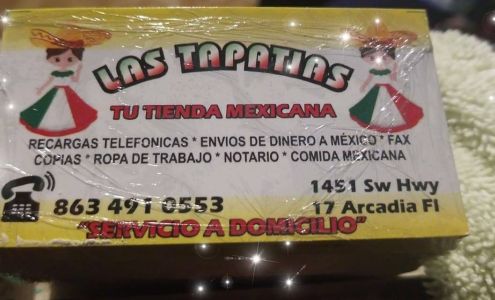 LAS TAPATIAS
TU TIENDA MEXICANA
RECARGAS TELEFONICAS * ENVIOS DE DINERO A MÉXICO * FAX
COPIAS * ROPA DE TRABAJO * NOTARIO * COMIDA MEXICANA
863 491 0553
1451 Sw Hwy
17 Arcadia Fl
"SERVICIO A DOMICILIO"